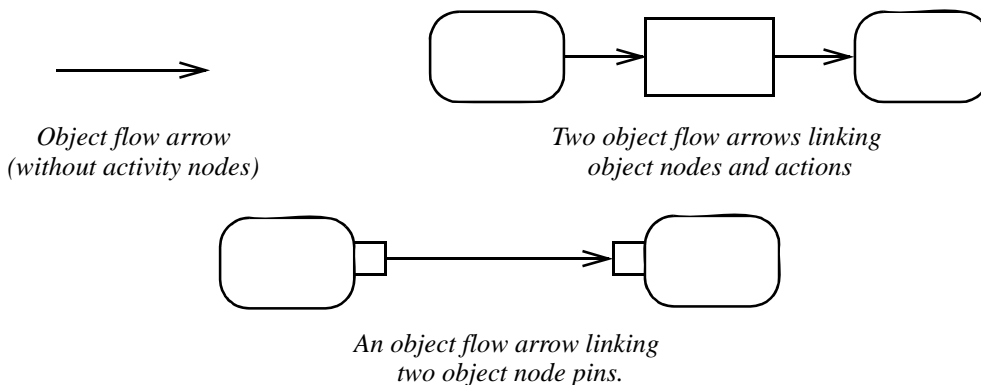 Object flow arrow
(without activity nodes)
Two object flow arrows linking
object nodes and actions
An object flow arrow linking
two object node pins.